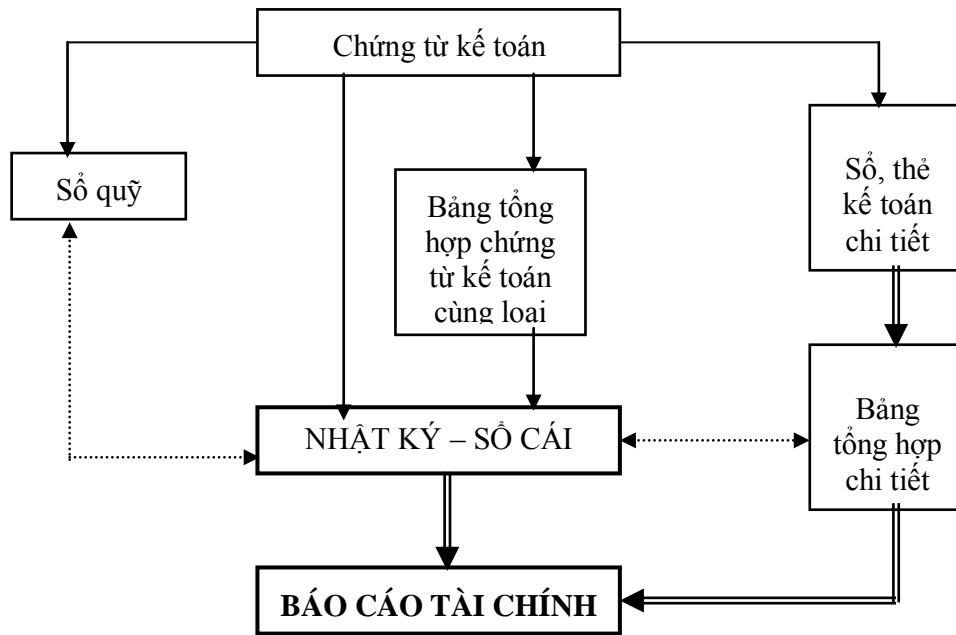 Chứng từ kế toán
Sổ quỹ
Bảng tổng
hợp chứng
từ kế toán
cùng loại
Sổ, thẻ
kế toán
chi tiết
NHẬT KÝ – SỔ CÁI
Bảng
tổng hợp
chi tiết
BÁO CÁO TÀI CHÍNH